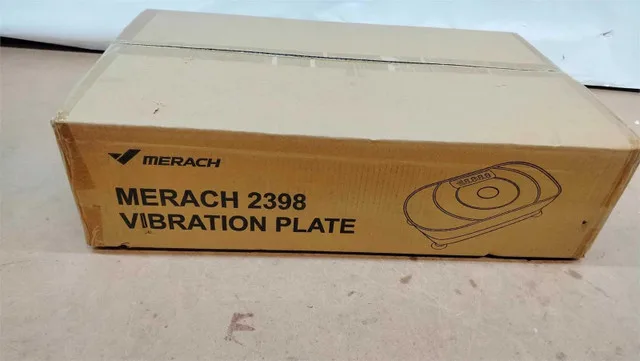 MERACH
MERACH 2398
VIBRATION PLATE
F